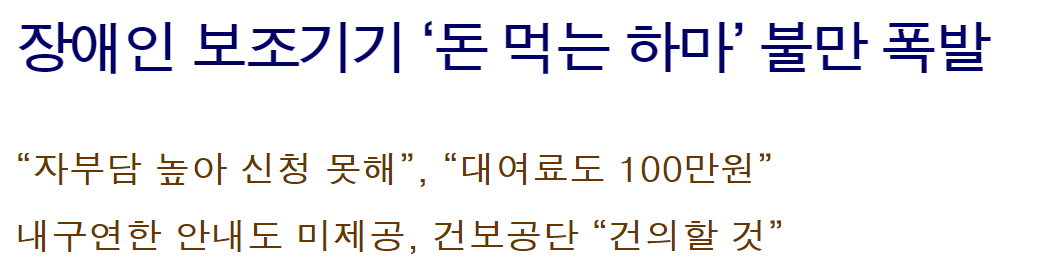 장애인 보조기기 ‘돈 먹는 하마’ 불만 폭발
“자부담 높아 신청 못해”, “대여료도 100만원”
내구연한 안내도 미제공, 건보공단 “건의할 것”